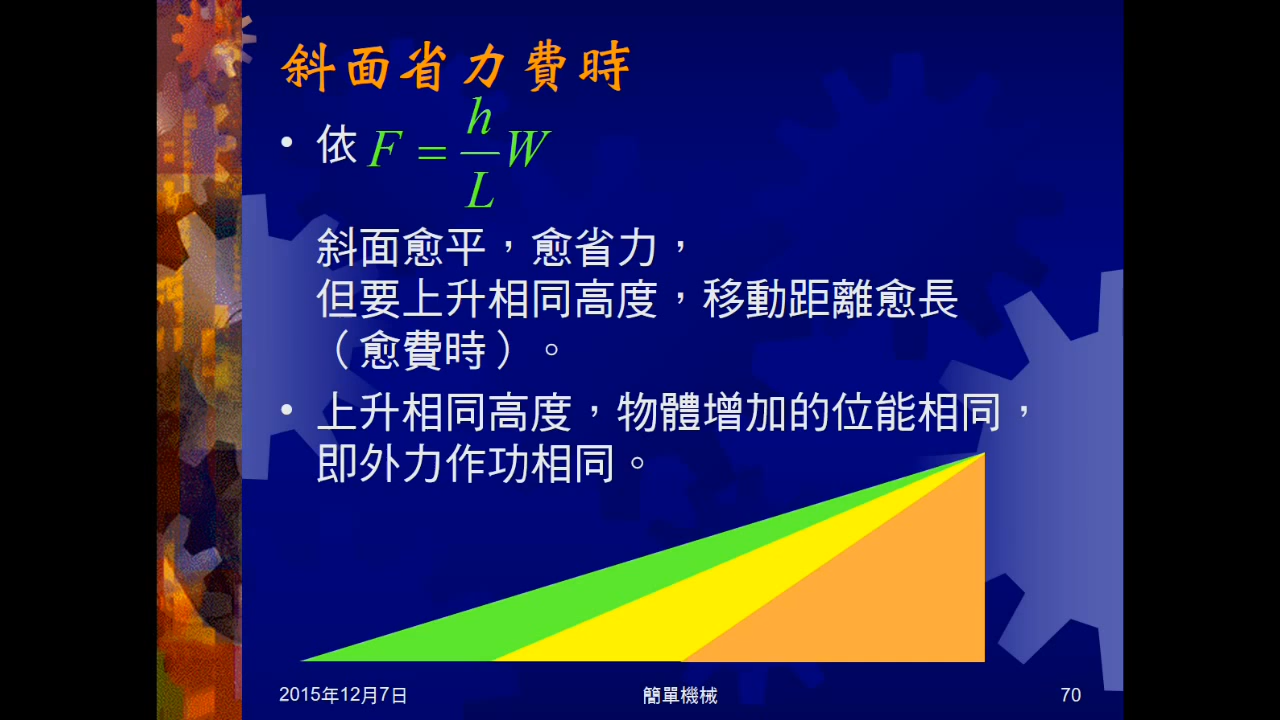 斜面省力費時
• 依 F = h/L W
斜面愈平，愈省力，
但要上升相同高度，移動距離愈長
（愈費時）。
• 上升相同高度，物體增加的位能相同，
即外力作功相同。
2015年12月7日
簡單機械
70